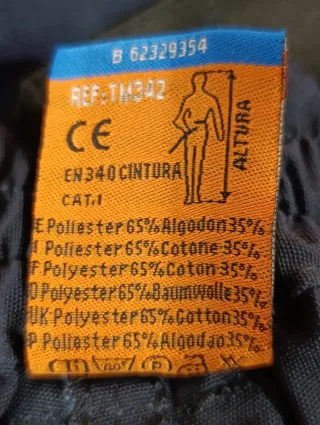 B 62329354
REF:TM342
CE
ALTURA
EN340 CINTURA
CAT.I
E Poliester 65% Algodon 35%
I Poliester 65% Cotone 35%
F Polyester 65% Coton 35%
D Polyester 65% Baumwolle 35%
UK Polyester 65% Cotton 35%
P Poliester 65% Algodao 35%
P